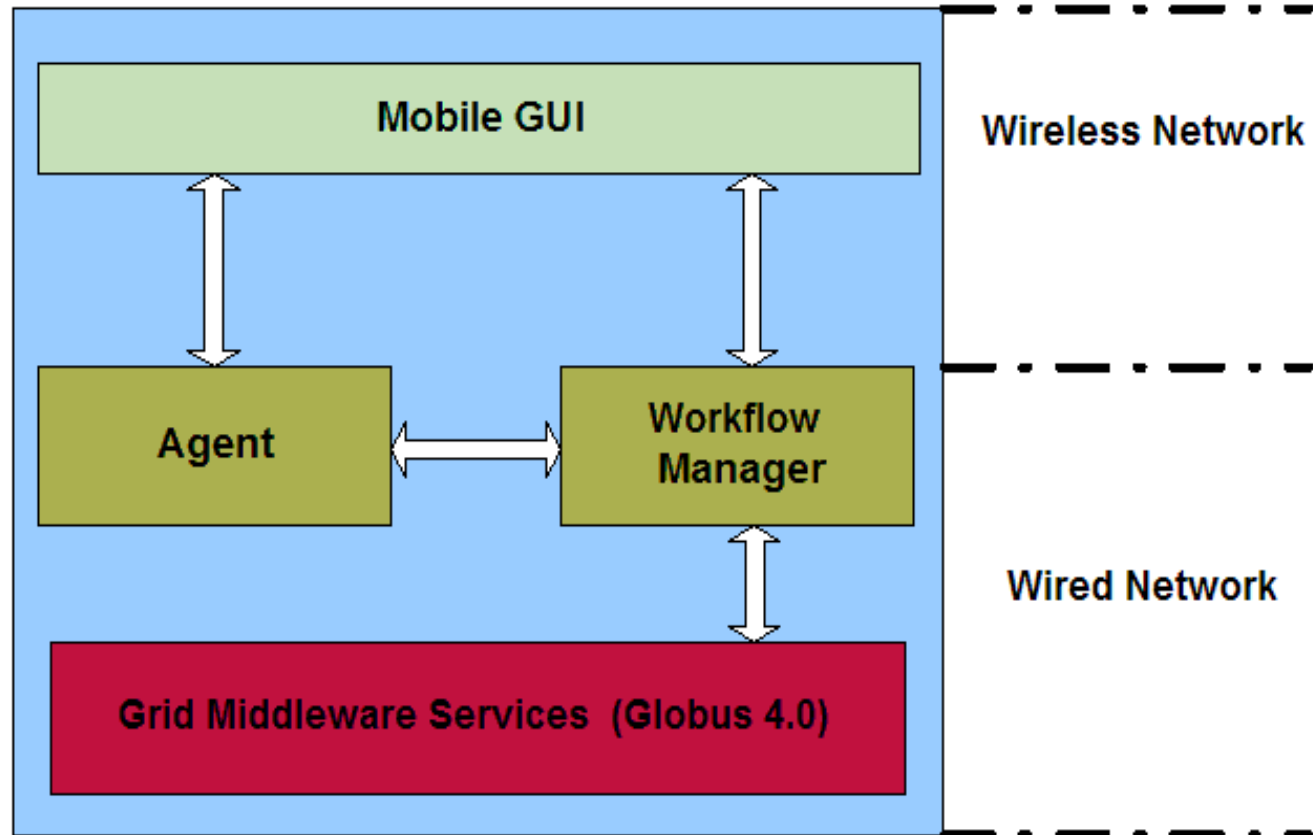 Mobile GUI
Wireless Network
Agent
Workflow
Manager
Wired Network
Grid Middleware Services (Globus 4.0)